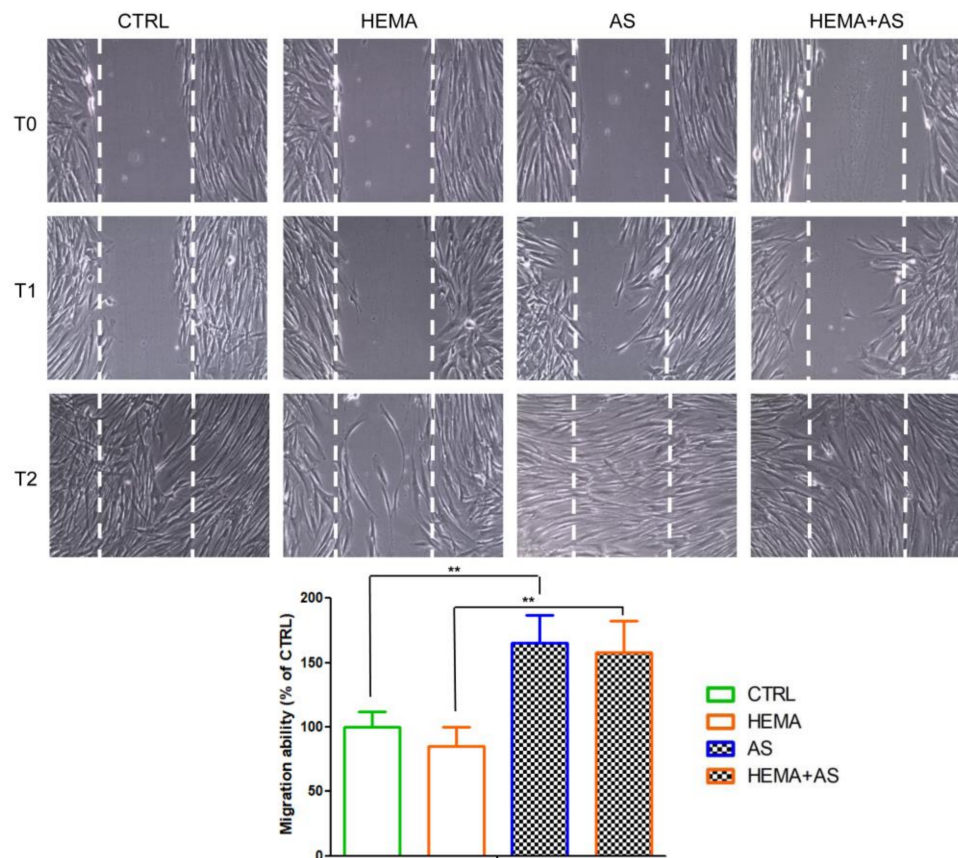 CTRL HEMA AS HEMA+AS
T0
T1
T2
**
**
200
150
100
50
0
Migration ability (% of CTRL)
CTRL
HEMA
AS
HEMA+AS